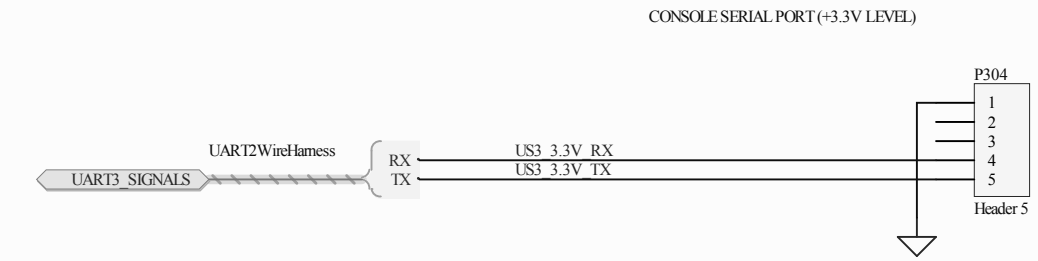 CONSOLE SERIAL PORT (+3.3V LEVEL)
P304
1
2
3
UART2WireHarness
RX
US3_3.3V_RX
4
UART3_SIGNALS
TX
US3_3.3V_TX
5
Header 5